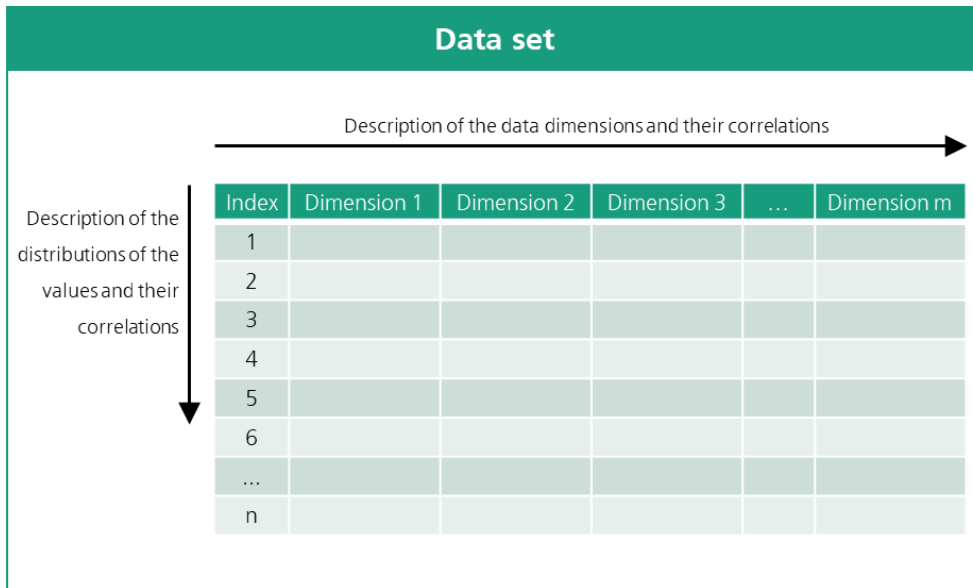 Data set
Description of the data dimensions and their correlations
Description of the
distributions of the
values and their
correlations
Index Dimension 1 Dimension 2 Dimension 3 ... Dimension m
1
2
3
4
5
6
...
n